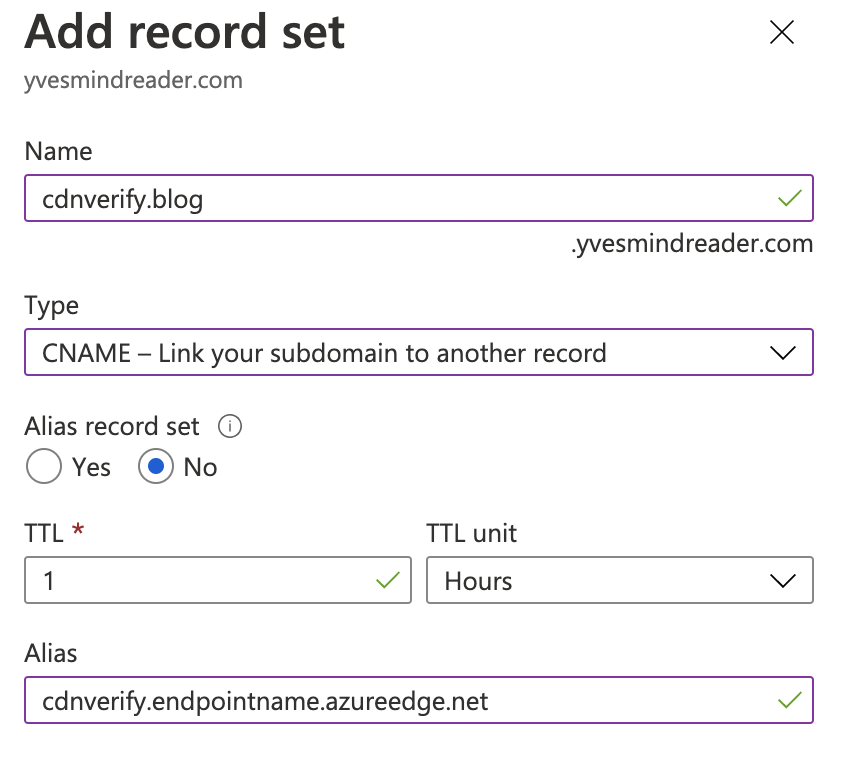 Add record set
yvesmindreader.com
Name
cdnverify.blog
.yvesmindreader.com
Type
CNAME – Link your subdomain to another record
Alias record set
Yes No
TTL * TTL unit
1 Hours
Alias
cdnverify.endpointname.azureedge.net